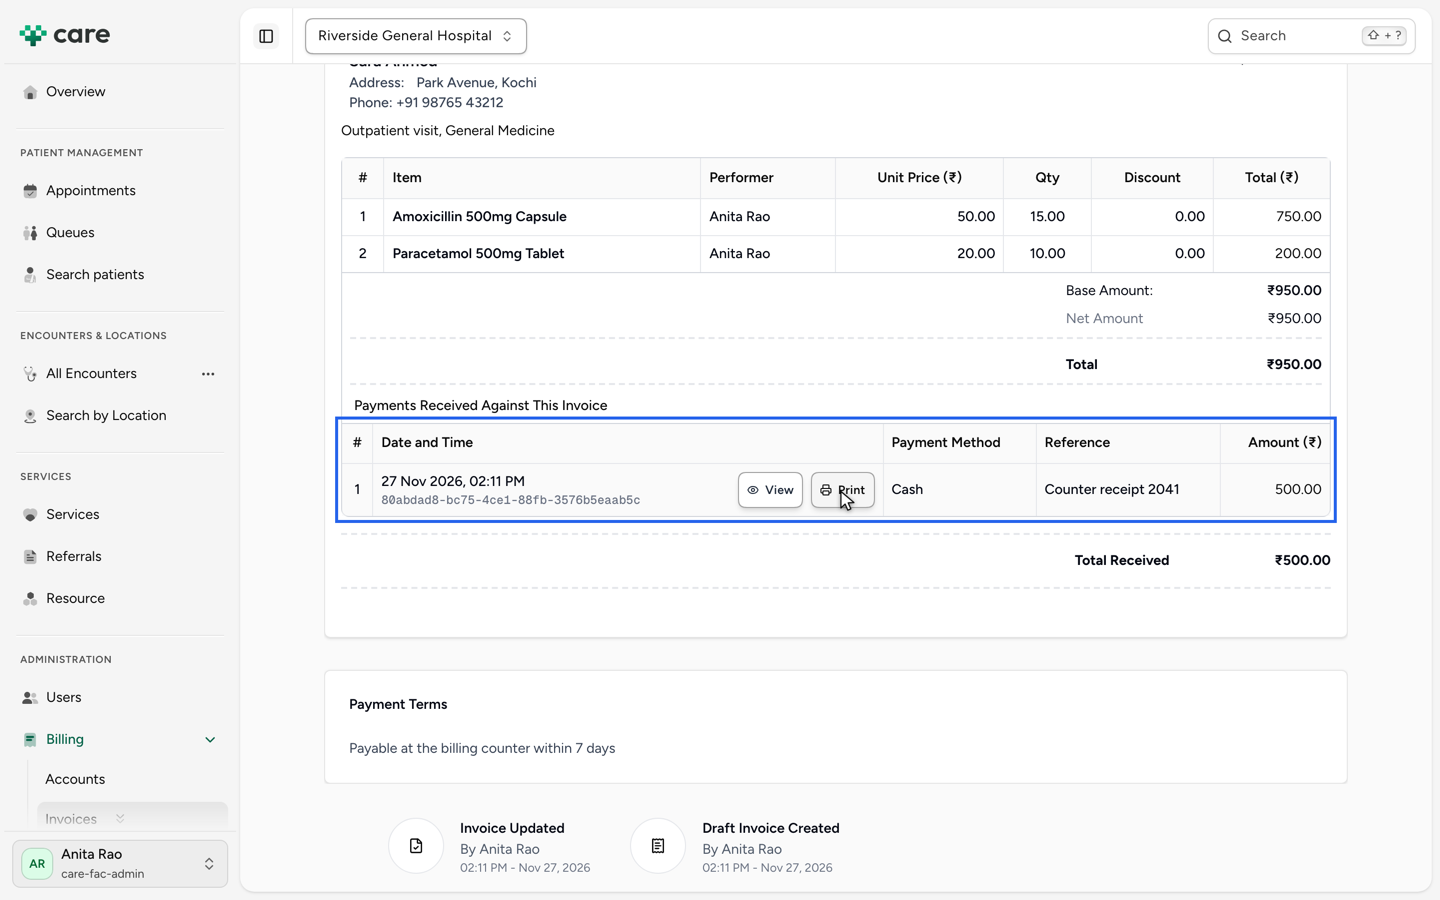 care
Riverside General Hospital
Search
+ ?
Overview
PATIENT MANAGEMENT
Appointments
Queues
Search patients
ENCOUNTERS & LOCATIONS
All Encounters
Search by Location
SERVICES
Services
Referrals
Resource
ADMINISTRATION
Users
Billing
Accounts
Invoices
AR
Anita Rao
care-fac-admin
Address: Park Avenue, Kochi
Phone: +91 98765 43212
Outpatient visit, General Medicine
# Item Performer Unit Price (₹) Qty Discount Total (₹)
1 Amoxicillin 500mg Capsule Anita Rao 50.00 15.00 0.00 750.00
2 Paracetamol 500mg Tablet Anita Rao 20.00 10.00 0.00 200.00
Base Amount: ₹950.00
Net Amount ₹950.00
Total ₹950.00
Payments Received Against This Invoice
# Date and Time Payment Method Reference Amount (₹)
1 27 Nov 2026, 02:11 PM View Print Cash Counter receipt 2041 500.00
80abdad8-bc75-4ce1-88fb-3576b5eaab5c
Total Received ₹500.00
Payment Terms
Payable at the billing counter within 7 days
Invoice Updated
By Anita Rao
02:11 PM - Nov 27, 2026
Draft Invoice Created
By Anita Rao
02:11 PM - Nov 27, 2026